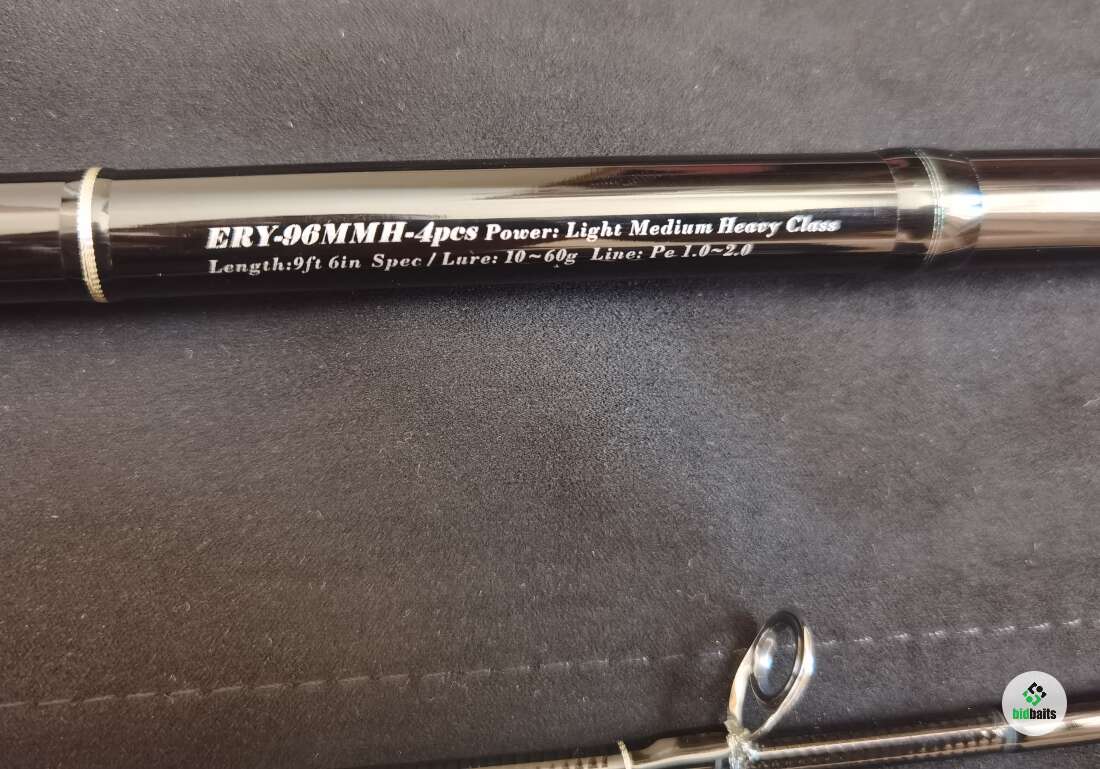 ERY-96MMH-4pcs Power: Light Medium Heavy Class
Length:9ft 6in Spec/Lure: 10~60g Line: Pe 1.0~2.0
bidbaits